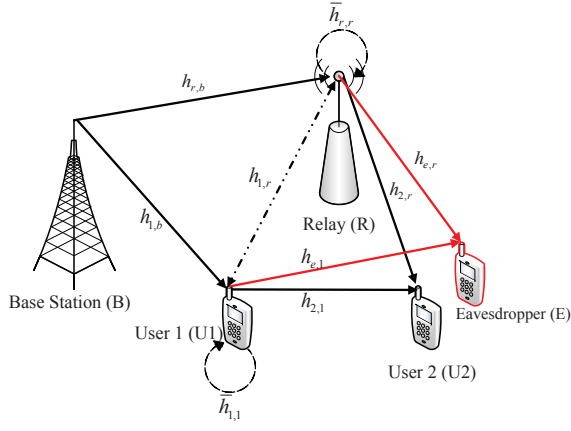 h̅r,r
hr,b
h1,r
he,r
h2,r
h1,b
Relay (R)
he,1
h2,1
Base Station (B)
Eavesdropper (E)
User 1 (U1)
User 2 (U2)
h̅1,1